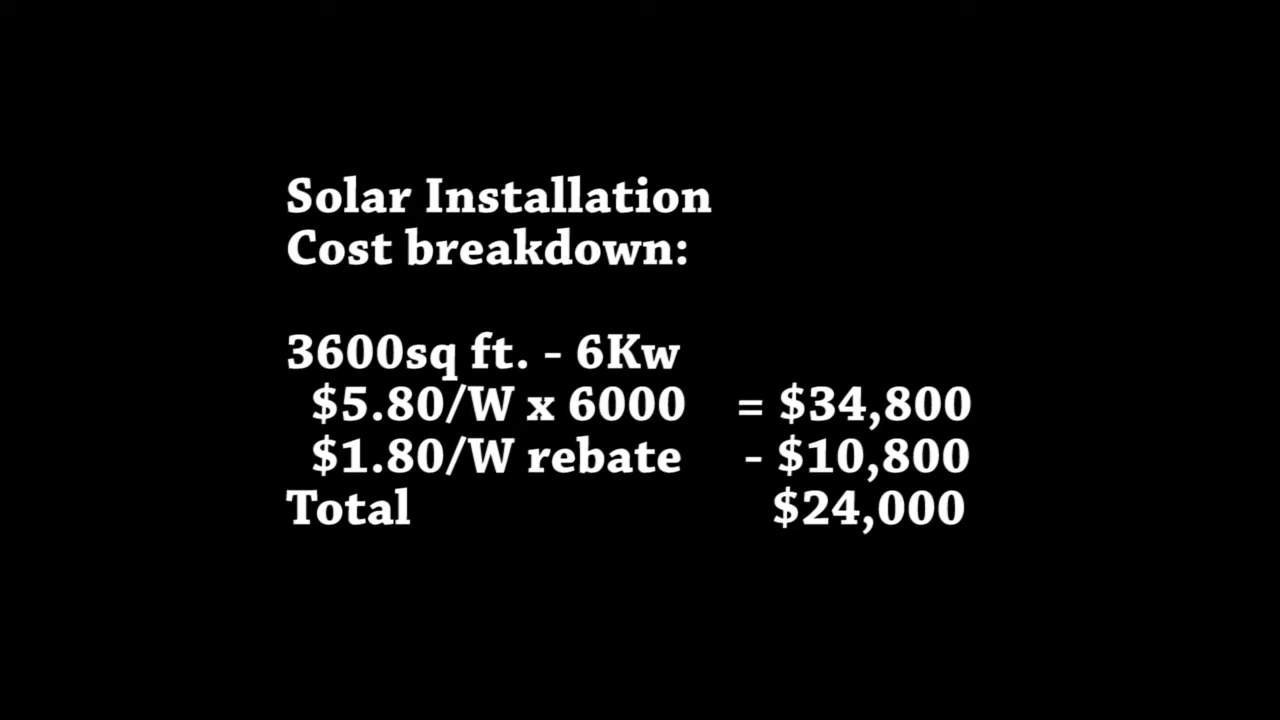 Solar Installation
Cost breakdown:
3600sq ft. - 6Kw
$5.80/W x 6000 = $34,800
$1.80/W rebate - $10,800
Total $24,000